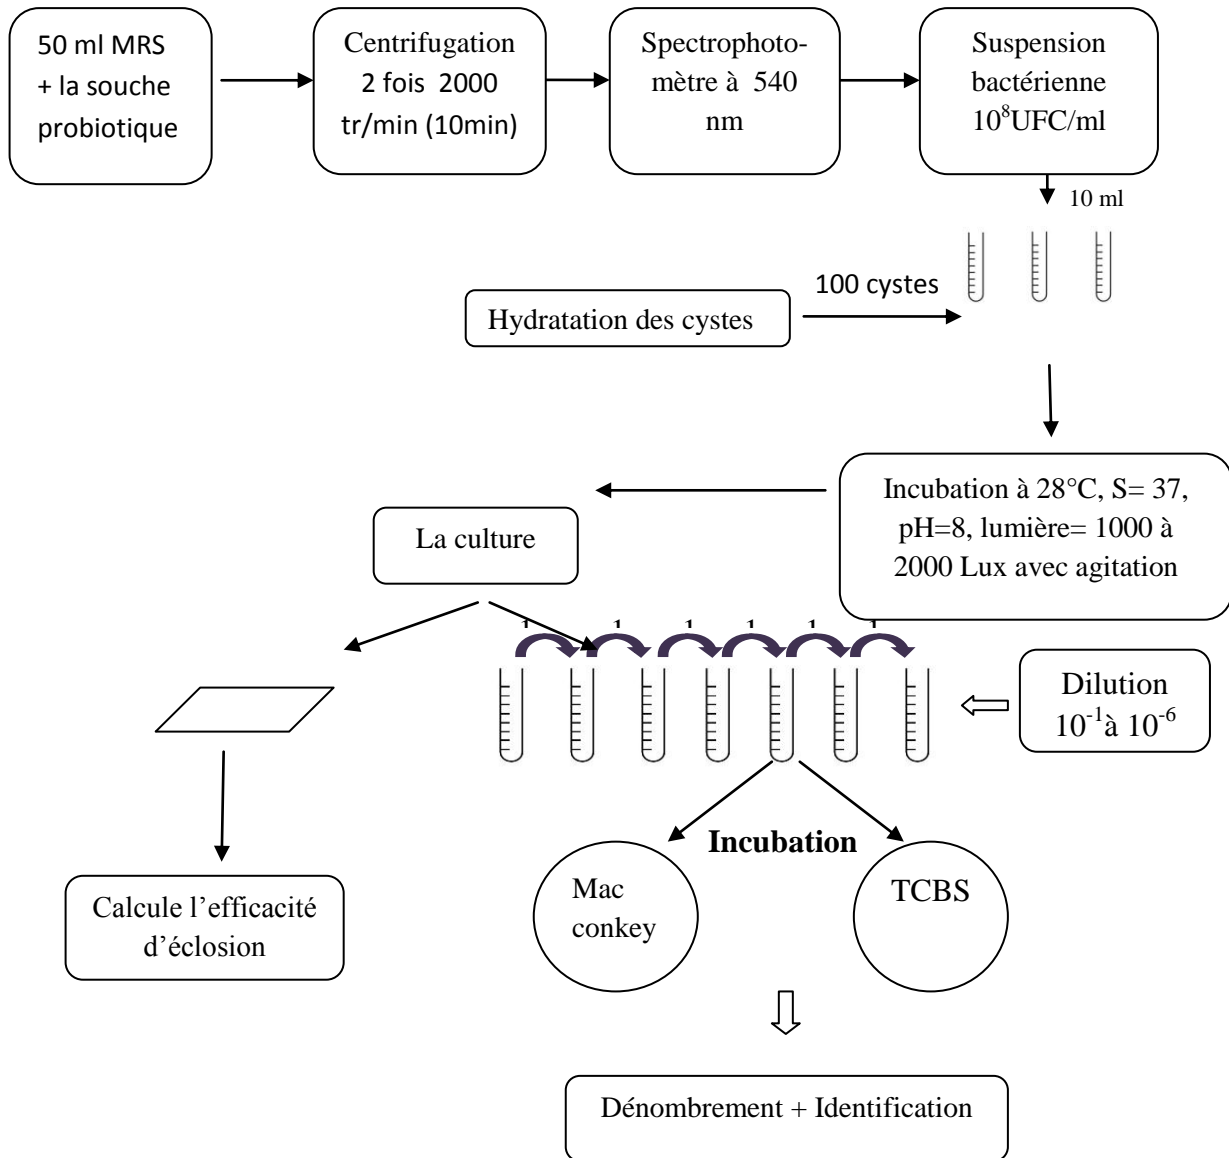 50 ml MRS
+ la souche
probiotique
Centrifugation
2 fois 2000
tr/min (10min)
Spectrophoto-
mètre à 540
nm
Suspension
bactérienne
10⁸UFC/ml
10 ml
100 cystes
Hydratation des cystes
Incubation à 28°C, S= 37,
pH=8, lumière= 1000 à
2000 Lux avec agitation
La culture
1 1 1 1 1 1
Dilution
10⁻¹à 10⁻⁶
Incubation
Mac
conkey
TCBS
Calcule l’efficacité
d’éclosion
Dénombrement + Identification